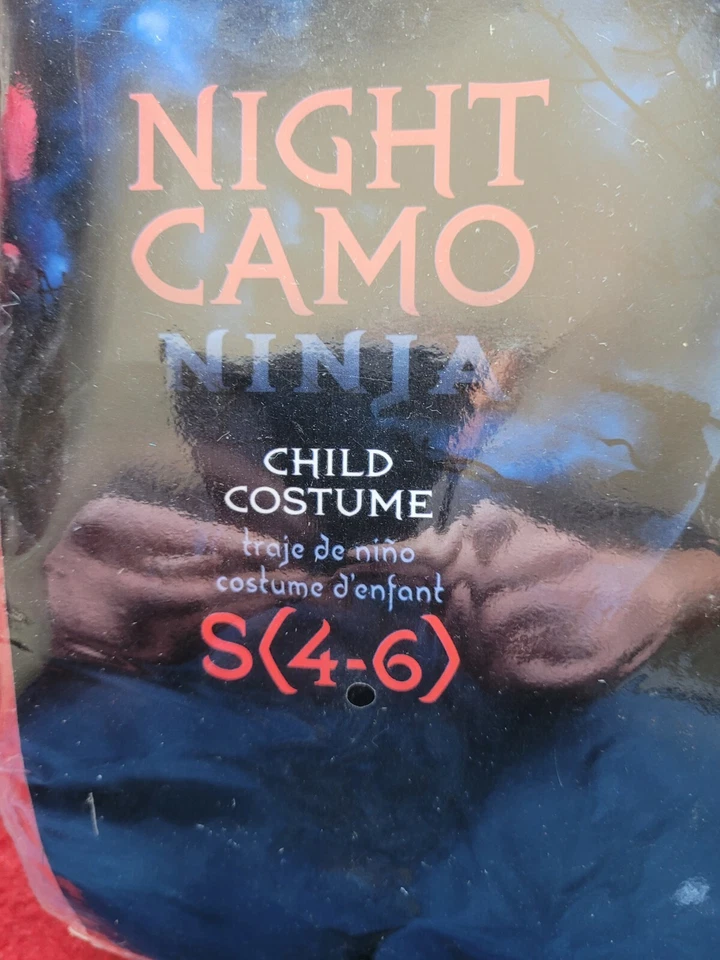 NIGHT
CAMO
NINJA
CHILD
COSTUME
traje de niño
costume d'enfant
S(4-6)